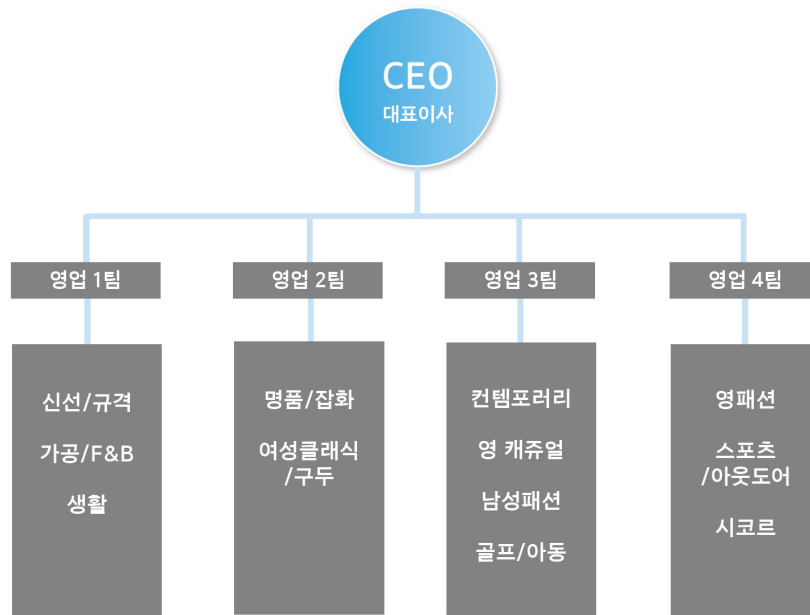 CEO
대표이사
영업 1팀
영업 2팀
영업 3팀
영업 4팀
신선/규격
가공/F&B
생활
명품/잡화
여성클래식
/구두
컨템포러리
영 캐쥬얼
남성패션
골프/아동
영패션
스포츠
/아웃도어
시코르